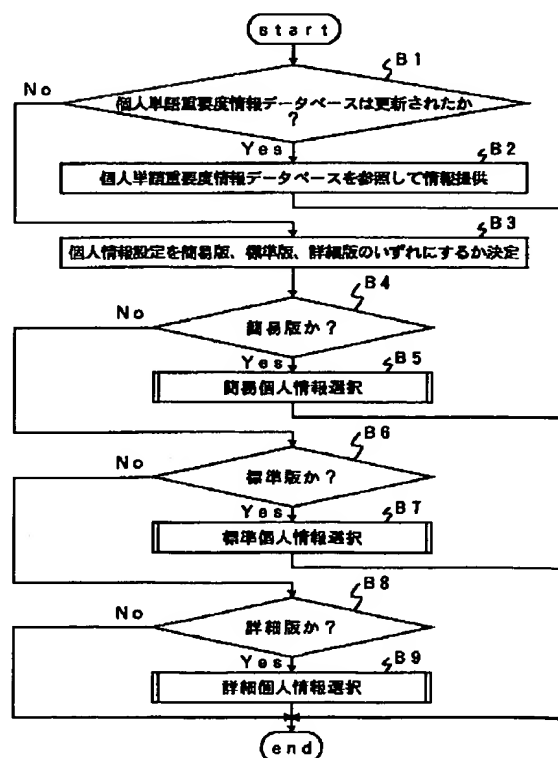 start
B1
No
個人単語重要度情報データベースは更新されたか
?
Yes
B2
個人単語重要度情報データベースを参照して情報提供
B3
個人情報設定を簡易版、標準版、詳細版のいずれにするか決定
B4
No
簡易版か?
Yes
B5
簡易個人情報選択
B6
No
標準版か?
Yes
B7
標準個人情報選択
B8
No
詳細版か?
Yes
B9
詳細個人情報選択
end